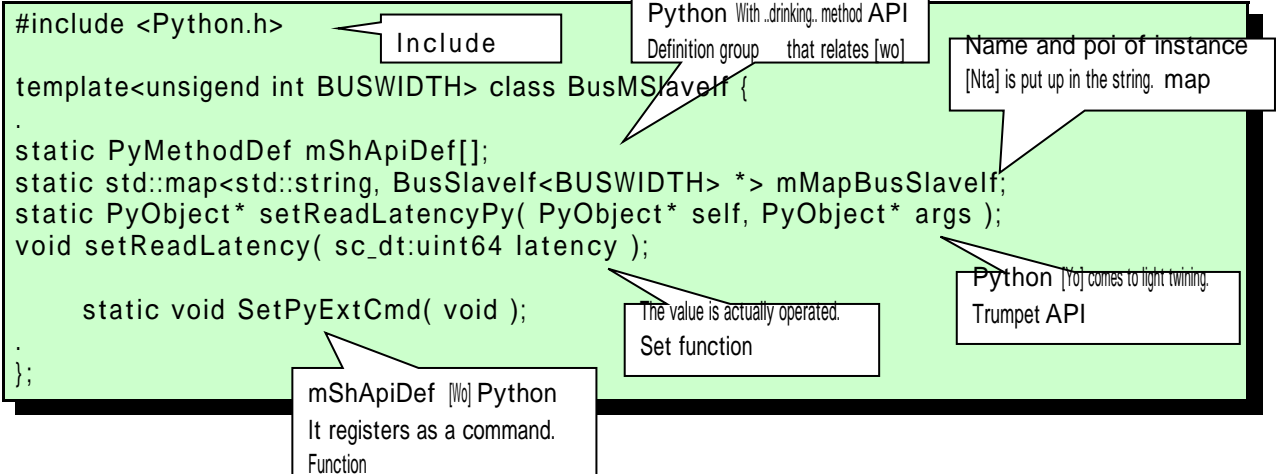 #include <Python.h>
Include
Python With ..drinking.. method API
Definition group that relates [wo]
Name and poi of instance
[Nta] is put up in the string. map
template<unsigend int BUSWIDTH> class BusMSlaveIf {
.
static PyMethodDef mShApiDef[];
static std::map<std::string, BusSlaveIf<BUSWIDTH> *> mMapBusSlaveIf;
static PyObject* setReadLatencyPy( PyObject* self, PyObject* args );
void setReadLatency( sc_dt:uint64 latency );
Python [Yo] comes to light twining.
Trumpet API
static void SetPyExtCmd( void );
The value is actually operated.
Set function
.
};
mShApiDef [Wo] Python
It registers as a command.
Function